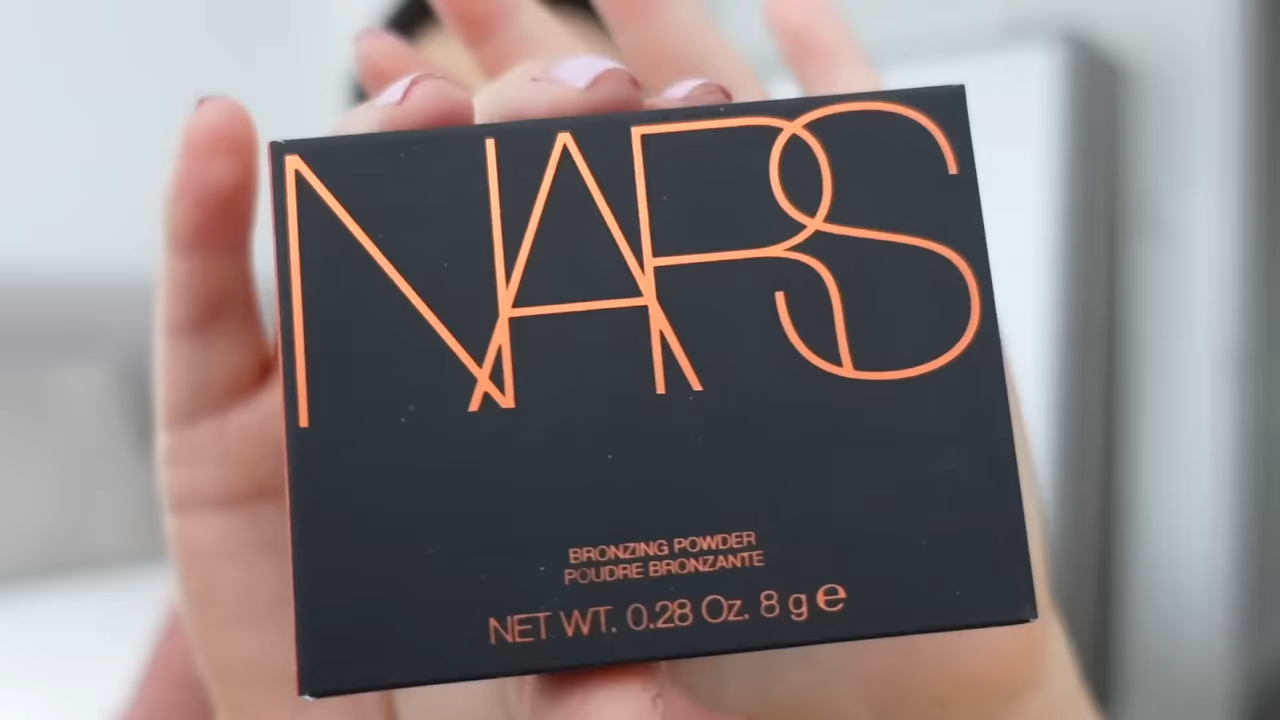 NARS
BRONZING POWDER
POUDRE BRONZANTE
NET WT. 0.28 Oz. 8 g ℮